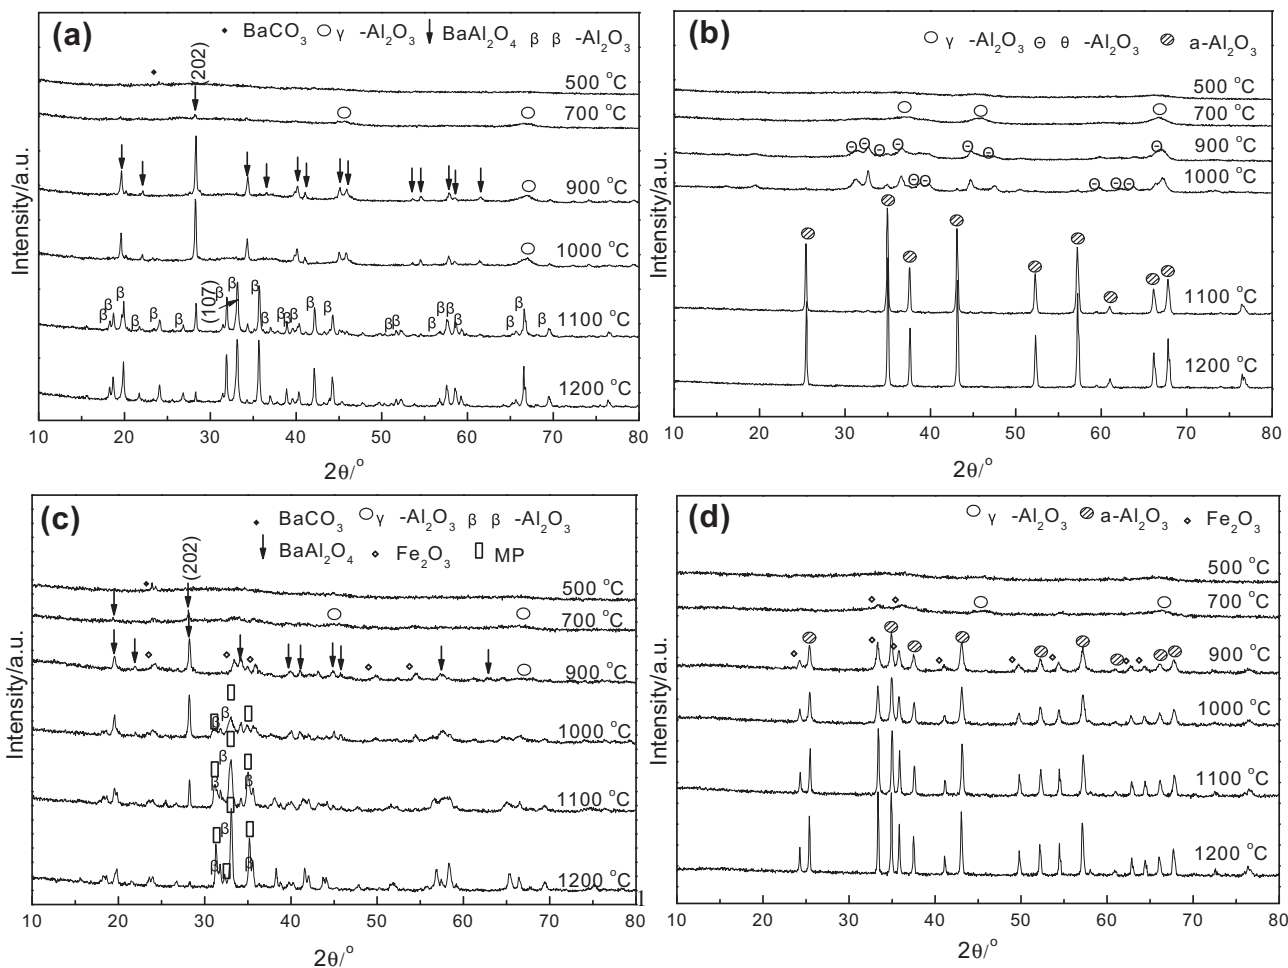 (a)
BaCO3 γ -Al2O3 BaAl2O4 β β -Al2O3
(202)
500 °C
700 °C
900 °C
1000 °C
β β β β β β β (107) β β β β β β β β β β β β β β β β
1100 °C
1200 °C
Intensity/a.u.
10 20 30 40 50 60 70 80
2θ/°
(b)
γ -Al2O3 θ -Al2O3 a-Al2O3
500 °C
700 °C
900 °C
1000 °C
1100 °C
1200 °C
Intensity/a.u.
10 20 30 40 50 60 70 80
2θ/°
(c)
BaCO3 γ -Al2O3 β β -Al2O3
BaAl2O4 Fe2O3 MP
(202)
500 °C
700 °C
900 °C
β β
1000 °C
β β β
1100 °C
β β β
1200 °C
Intensity/a.u.
10 20 30 40 50 60 70 80
2θ/°
(d)
γ -Al2O3 a-Al2O3 Fe2O3
500 °C
700 °C
900 °C
1000 °C
1100 °C
1200 °C
Intensity/a.u.
10 20 30 40 50 60 70 80
2θ/°